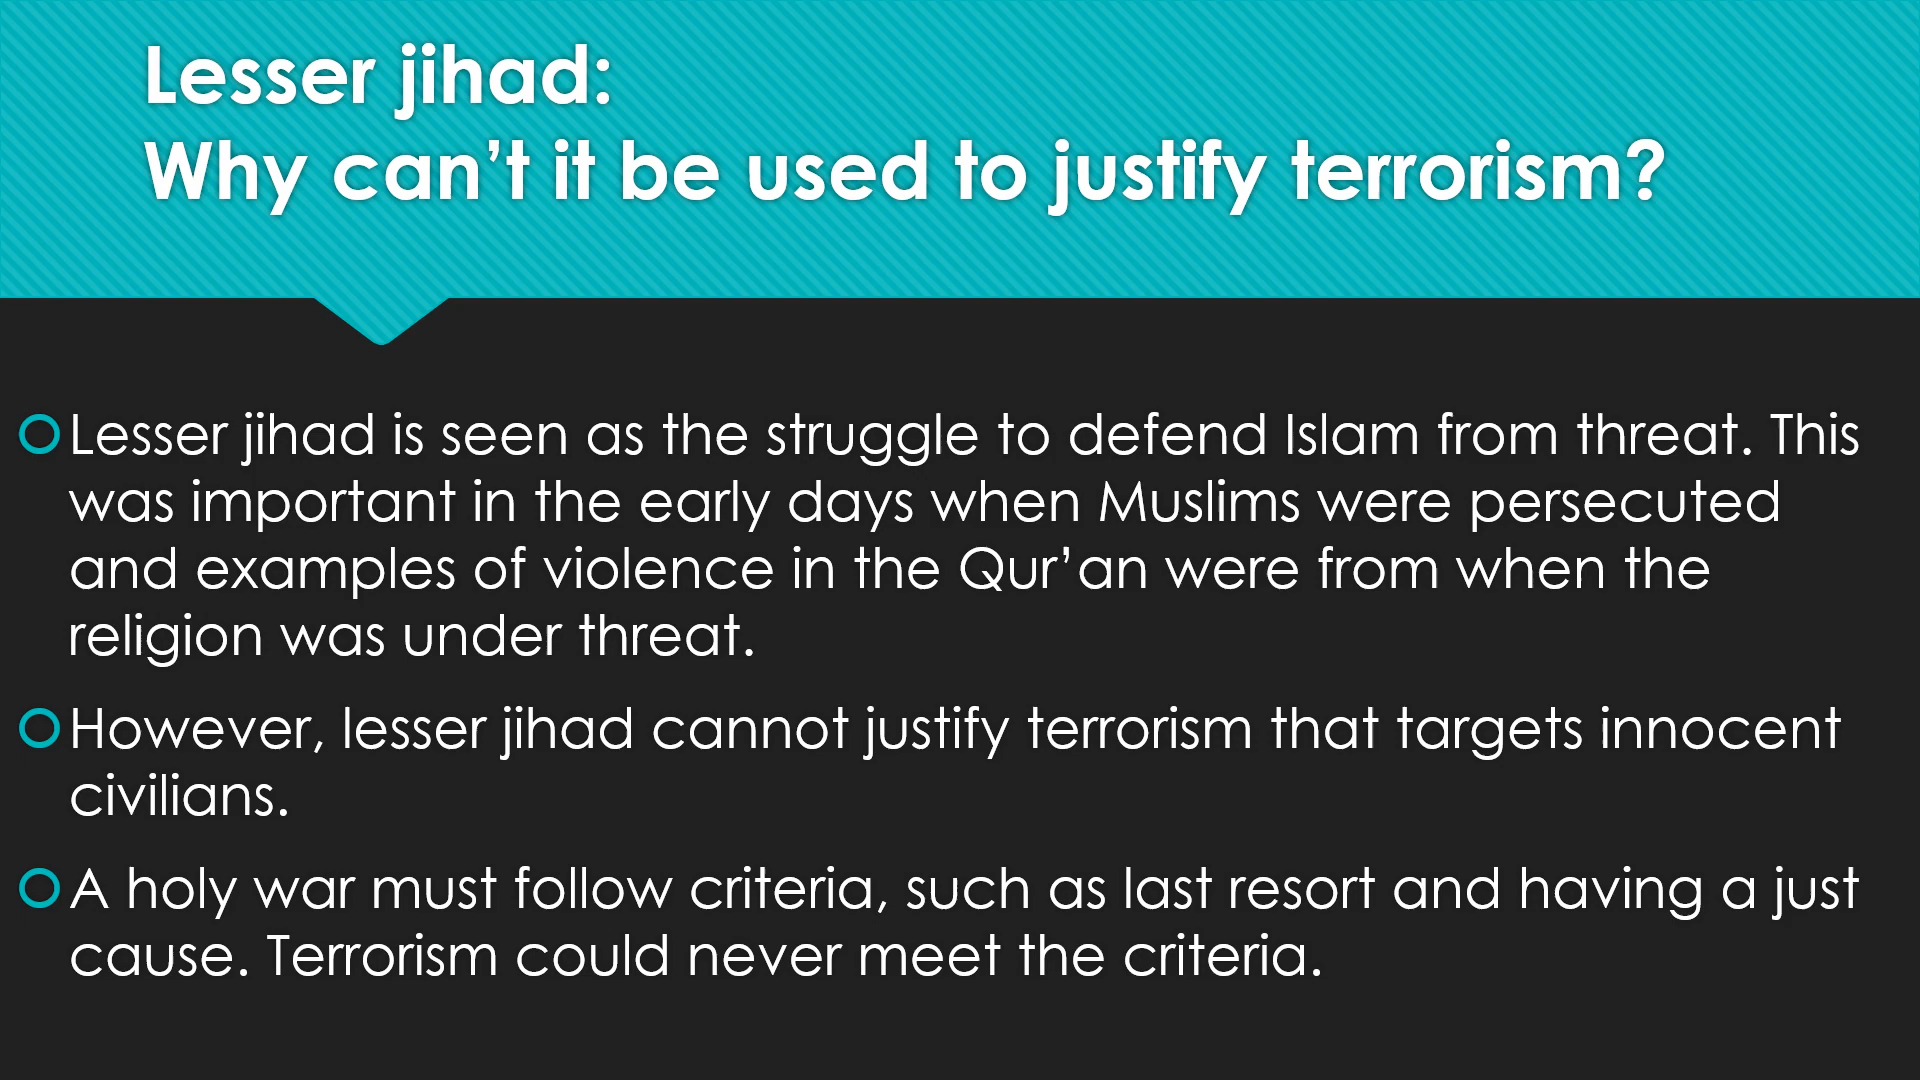 Lesser jihad:
Why can’t it be used to justify terrorism?
Lesser jihad is seen as the struggle to defend Islam from threat. This
was important in the early days when Muslims were persecuted
and examples of violence in the Qur’an were from when the
religion was under threat.
However, lesser jihad cannot justify terrorism that targets innocent
civilians.
A holy war must follow criteria, such as last resort and having a just
cause. Terrorism could never meet the criteria.